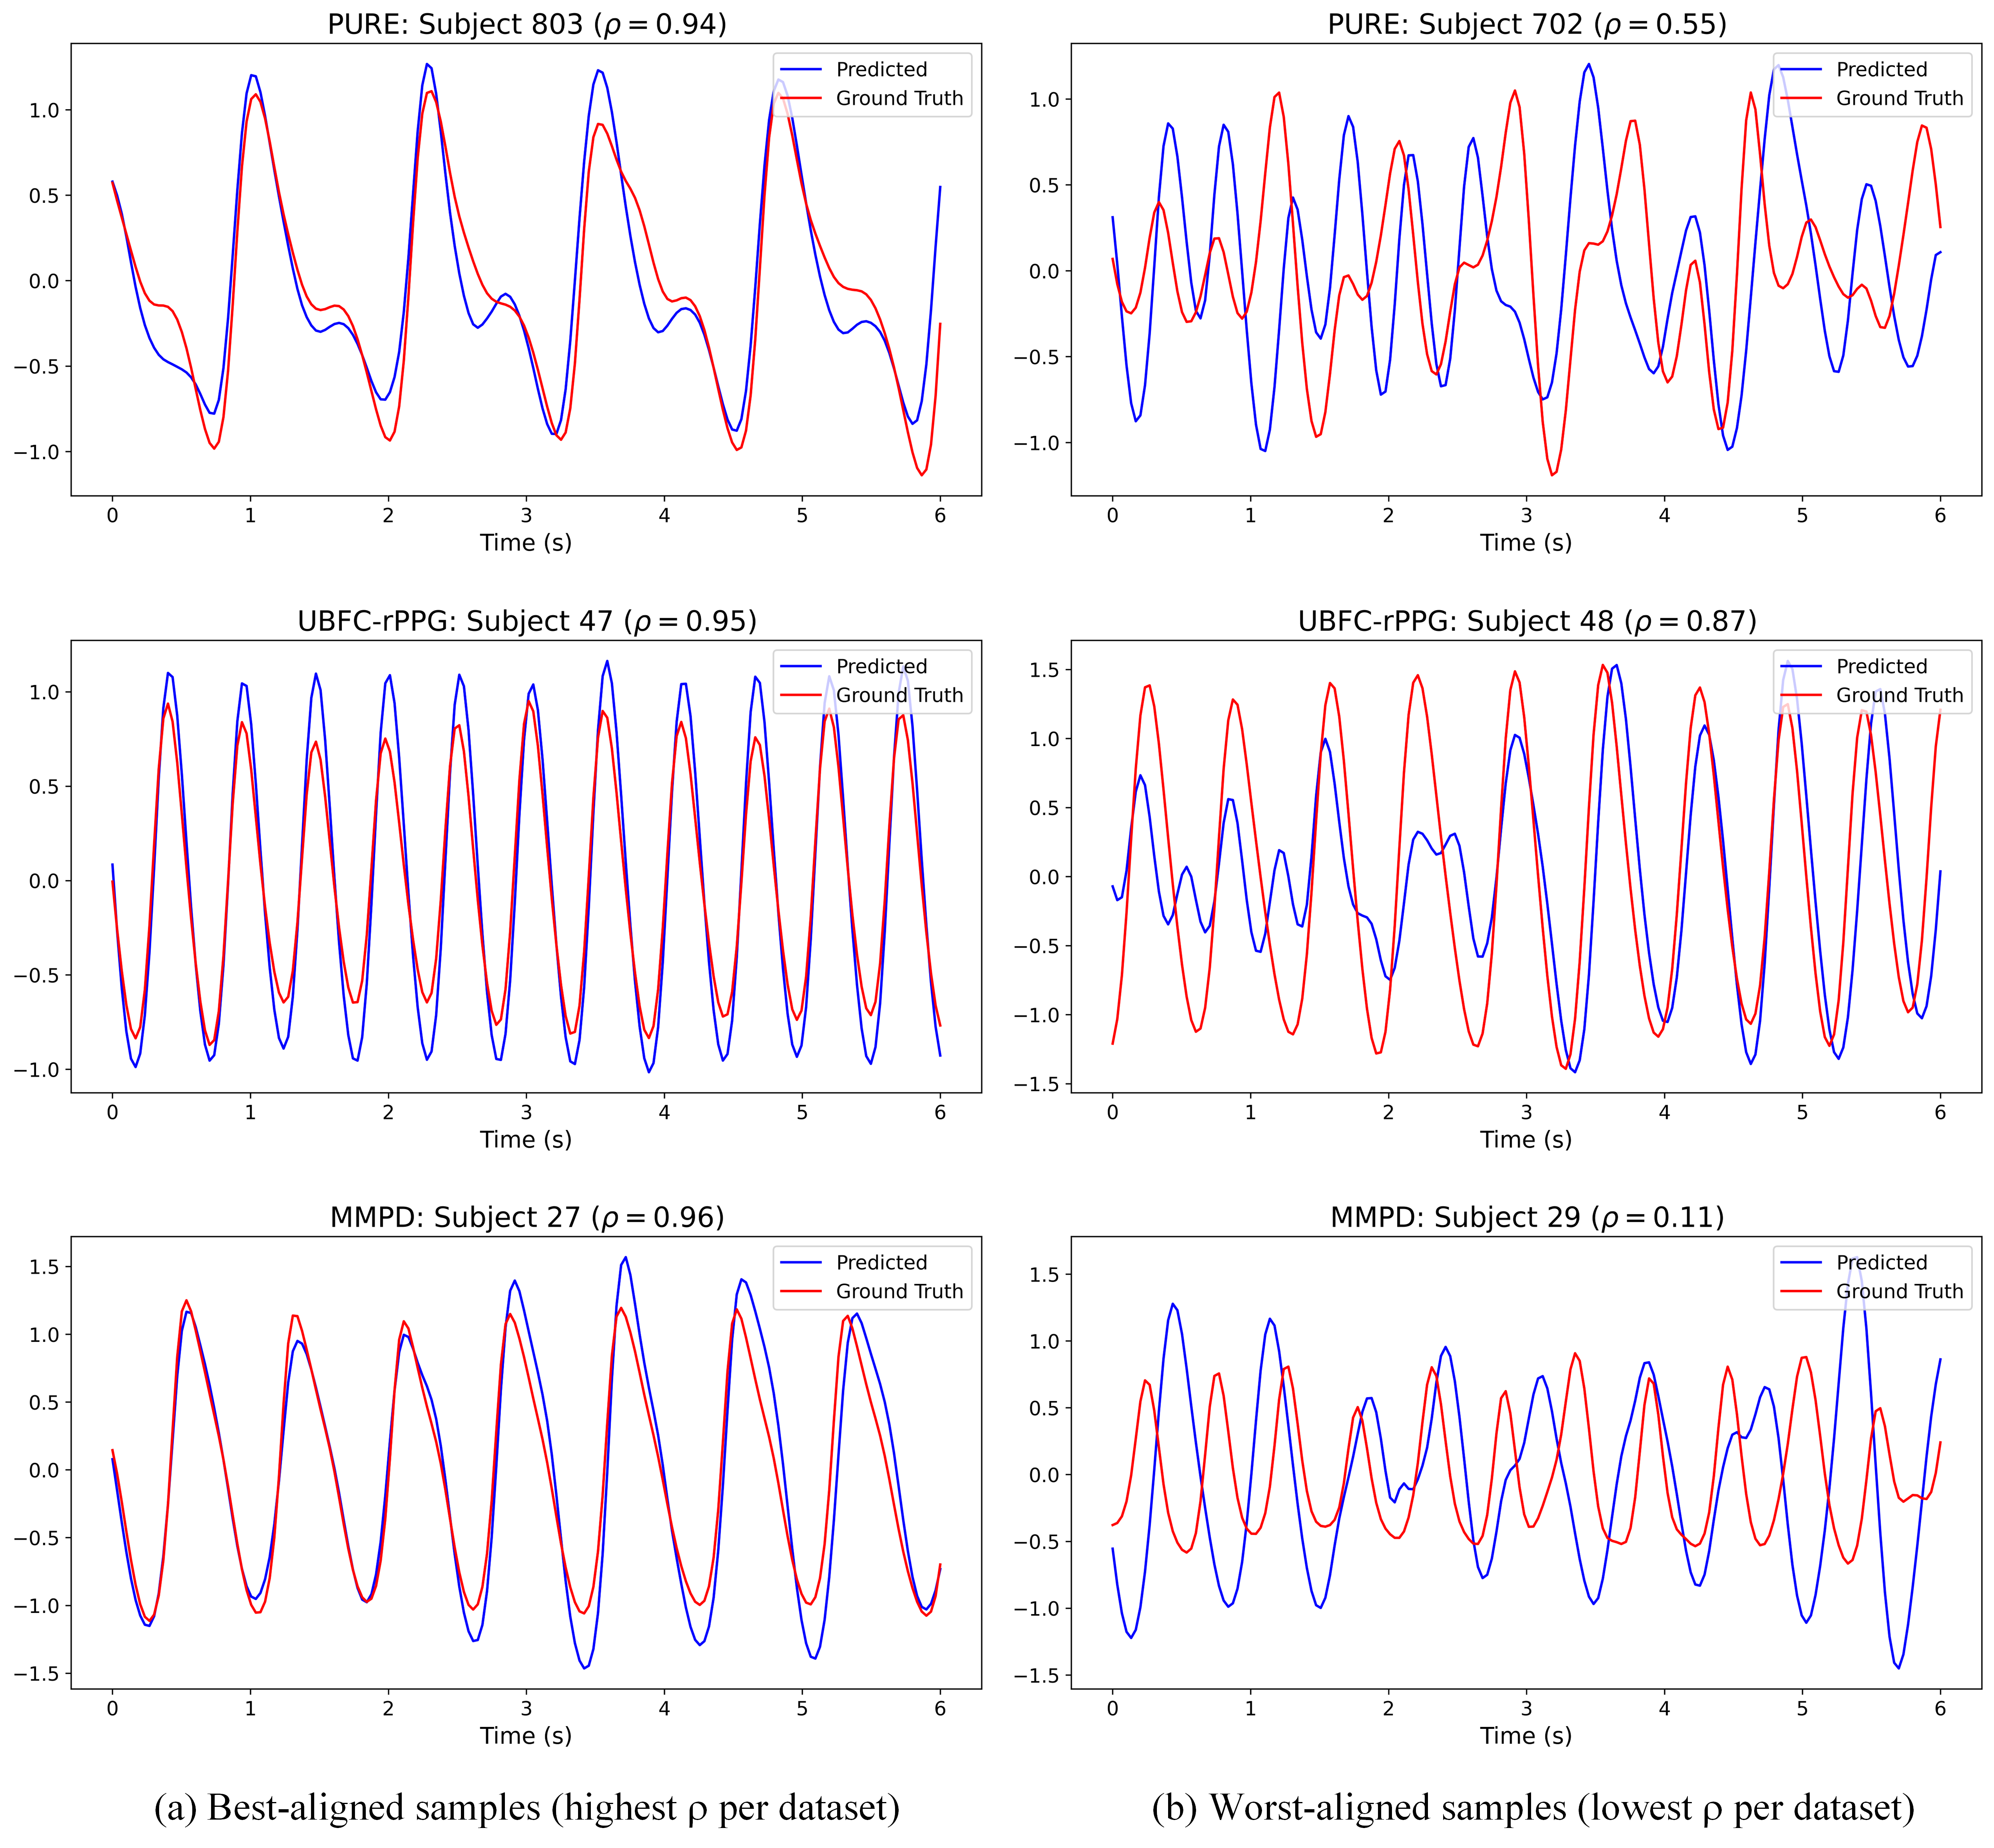 PURE: Subject 803 (ρ = 0.94)
Predicted
Ground Truth
1.0
0.5
0.0
−0.5
−1.0
0 1 2 3 4 5 6
Time (s)
PURE: Subject 702 (ρ = 0.55)
Predicted
Ground Truth
1.0
0.5
0.0
−0.5
−1.0
0 1 2 3 4 5 6
Time (s)
UBFC-rPPG: Subject 47 (ρ = 0.95)
Predicted
Ground Truth
1.0
0.5
0.0
−0.5
−1.0
0 1 2 3 4 5 6
Time (s)
UBFC-rPPG: Subject 48 (ρ = 0.87)
Predicted
Ground Truth
1.5
1.0
0.5
0.0
−0.5
−1.0
−1.5
0 1 2 3 4 5 6
Time (s)
MMPD: Subject 27 (ρ = 0.96)
Predicted
Ground Truth
1.5
1.0
0.5
0.0
−0.5
−1.0
−1.5
0 1 2 3 4 5 6
Time (s)
MMPD: Subject 29 (ρ = 0.11)
Predicted
Ground Truth
1.5
1.0
0.5
0.0
−0.5
−1.0
−1.5
0 1 2 3 4 5 6
Time (s)
(a) Best-aligned samples (highest ρ per dataset)
(b) Worst-aligned samples (lowest ρ per dataset)